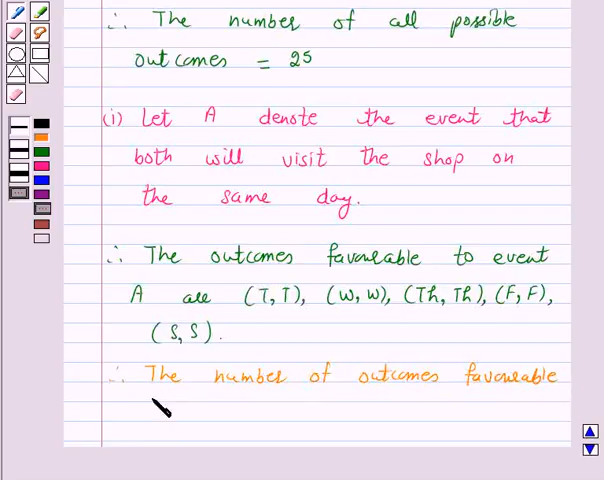 ∴ The number of all possible
outcomes = 25
(i) Let A denote the event that
both will visit the shop on
the same day.
∴ The outcomes favourable to event
A are (T, T), (W, W), (Th, Th), (F, F),
(S, S).
∴ The number of outcomes favourable